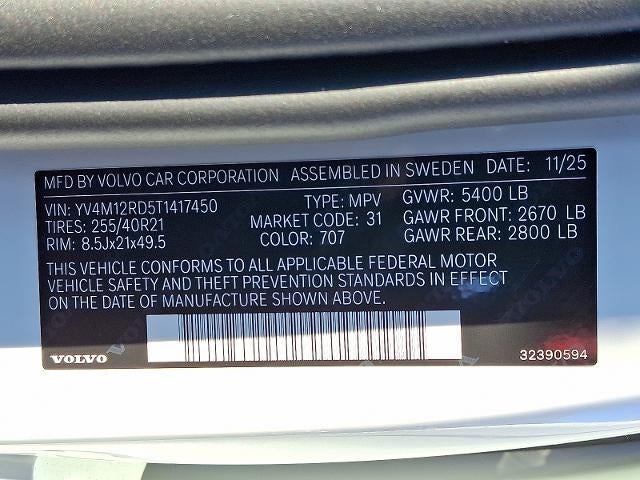 MFD BY VOLVO CAR CORPORATION ASSEMBLED IN SWEDEN DATE: 11/25
VIN: YV4M12RD5T1417450 TYPE: MPV GVWR: 5400 LB
TIRES: 255/40R21 MARKET CODE: 31 GAWR FRONT: 2670 LB
RIM: 8.5Jx21x49.5 COLOR: 707 GAWR REAR: 2800 LB
THIS VEHICLE CONFORMS TO ALL APPLICABLE FEDERAL MOTOR
VEHICLE SAFETY AND THEFT PREVENTION STANDARDS IN EFFECT
ON THE DATE OF MANUFACTURE SHOWN ABOVE.
VOLVO 32390594